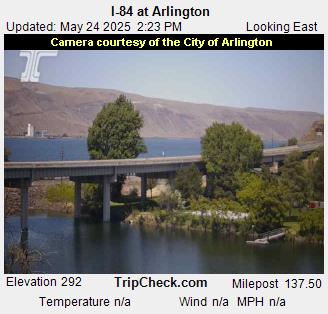 I-84 at Arlington
Updated: May 24 2025 2:23 PM Looking East
Camera courtesy of the City of Arlington
Elevation 292 TripCheck.com Milepost 137.50
Temperature n/a Wind n/a MPH n/a